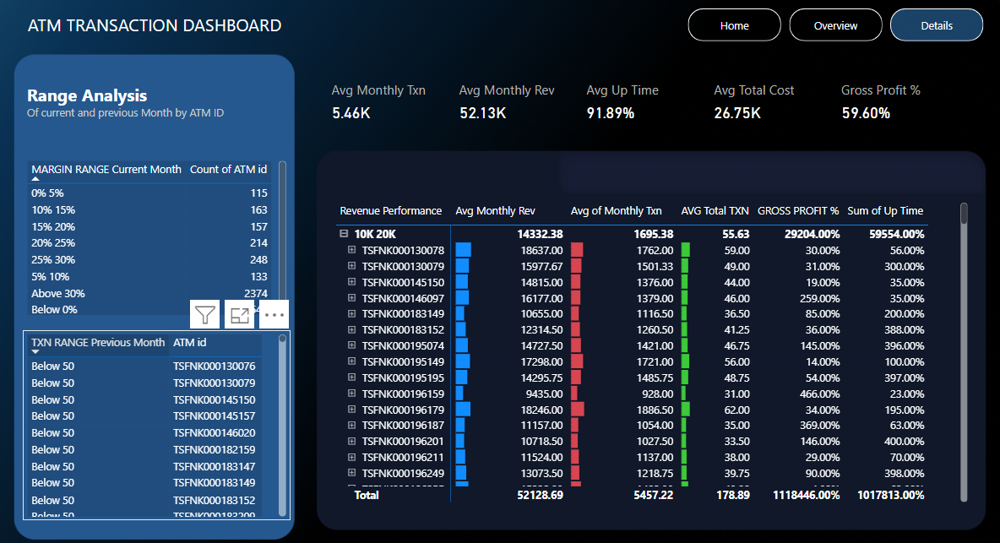 ATM TRANSACTION DASHBOARD
Home Overview Details
Range Analysis
Of current and previous Month by ATM ID
Avg Monthly Txn Avg Monthly Rev Avg Up Time Avg Total Cost Gross Profit %
5.46K 52.13K 91.89% 26.75K 59.60%
MARGIN RANGE Current Month Count of ATM id
0% 5% 115
10% 15% 163
15% 20% 157
20% 25% 214
25% 30% 248
5% 10% 133
Above 30% 2374
Below 0%
TXN RANGE Previous Month ATM id
Below 50 TSFNK000130076
Below 50 TSFNK000130079
Below 50 TSFNK000145150
Below 50 TSFNK000145157
Below 50 TSFNK000146020
Below 50 TSFNK000182159
Below 50 TSFNK000183147
Below 50 TSFNK000183149
Below 50 TSFNK000183152
Below 50 TSFNK000183209
Revenue Performance Avg Monthly Rev Avg of Monthly Txn AVG Total TXN GROSS PROFIT % Sum of Up Time
10K 20K 14332.38 1695.38 55.63 29204.00% 59554.00%
TSFNK000130078 18637.00 1762.00 59.00 30.00% 56.00%
TSFNK000130079 15977.67 1501.33 49.00 31.00% 300.00%
TSFNK000145150 14815.00 1376.00 44.00 19.00% 35.00%
TSFNK000146097 16177.00 1379.00 46.00 259.00% 35.00%
TSFNK000183149 10655.00 1116.50 36.50 85.00% 200.00%
TSFNK000183152 12314.50 1260.50 41.25 36.00% 388.00%
TSFNK000195074 14727.50 1421.00 46.75 145.00% 396.00%
TSFNK000195149 17298.00 1721.00 56.00 14.00% 100.00%
TSFNK000195195 14295.75 1485.75 48.75 54.00% 397.00%
TSFNK000196159 9435.00 928.00 31.00 466.00% 23.00%
TSFNK000196179 18246.00 1886.50 62.00 34.00% 195.00%
TSFNK000196187 11157.00 1054.00 35.00 369.00% 63.00%
TSFNK000196201 10718.50 1027.50 33.50 146.00% 400.00%
TSFNK000196211 11524.00 1137.00 38.00 29.00% 70.00%
TSFNK000196249 13073.50 1218.75 39.75 90.00% 398.00%
Total 52128.69 5457.22 178.89 1118446.00% 1017813.00%